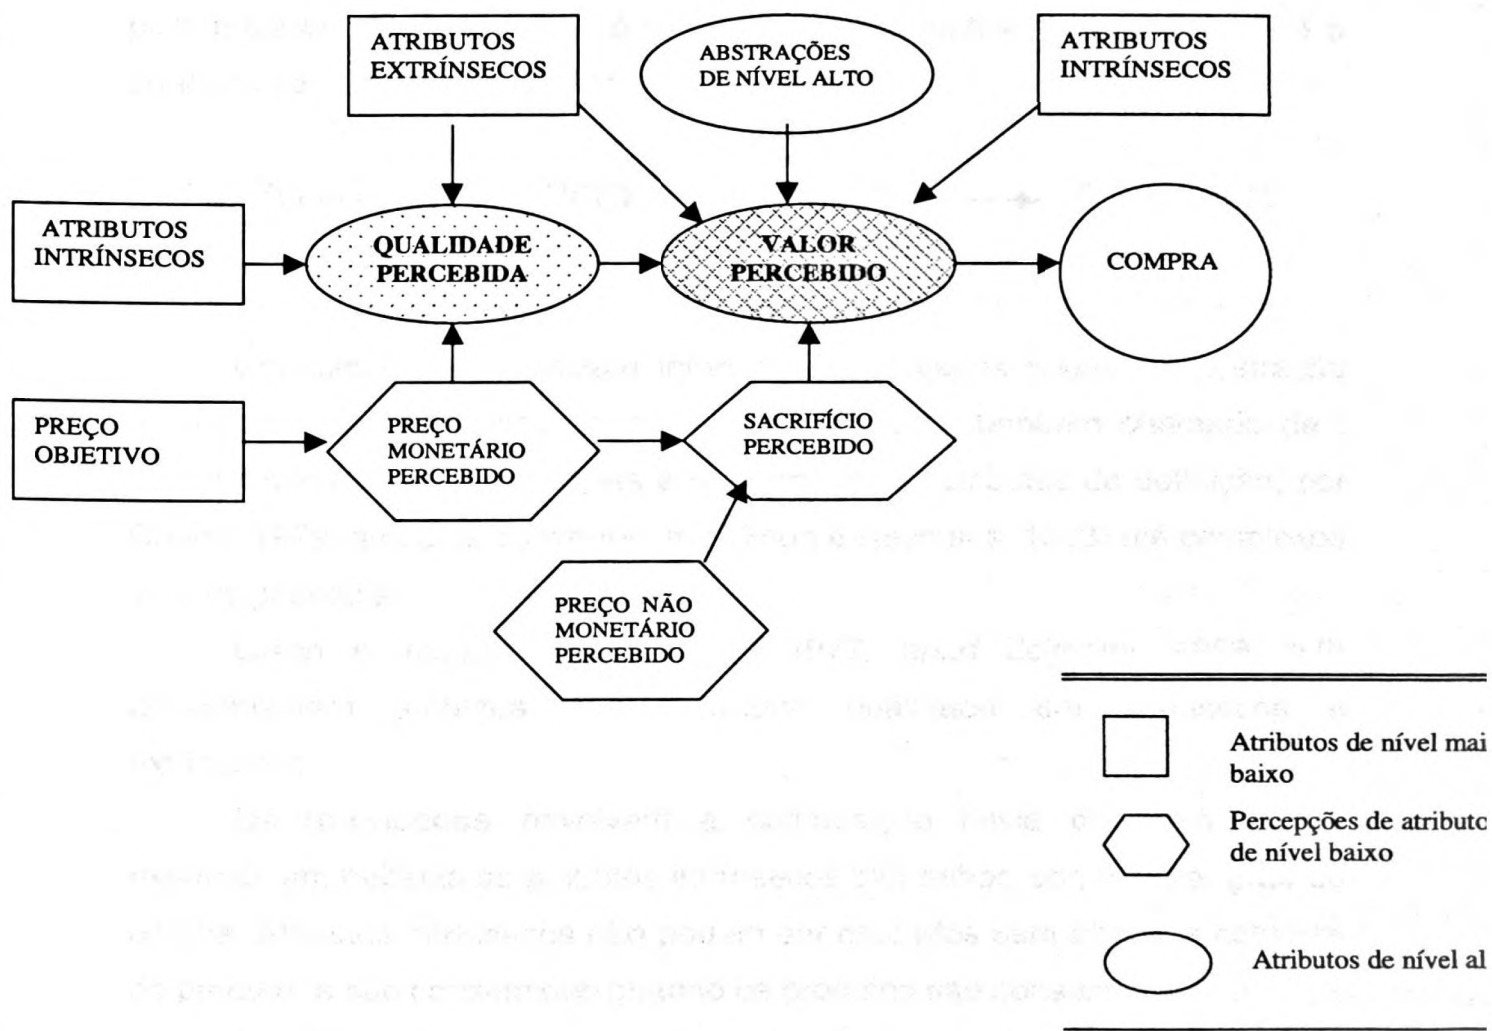 ATRIBUTOS
EXTRÍNSECOS
ABSTRAÇÕES
DE NÍVEL ALTO
ATRIBUTOS
INTRÍNSECOS
ATRIBUTOS
INTRÍNSECOS
QUALIDADE
PERCEBIDA
VALOR
PERCEBIDO
COMPRA
PREÇO
OBJETIVO
PREÇO
MONETÁRIO
PERCEBIDO
SACRIFÍCIO
PERCEBIDO
PREÇO NÃO
MONETÁRIO
PERCEBIDO
Atributos de nível mai
baixo
Percepções de atributo
de nível baixo
Atributos de nível al